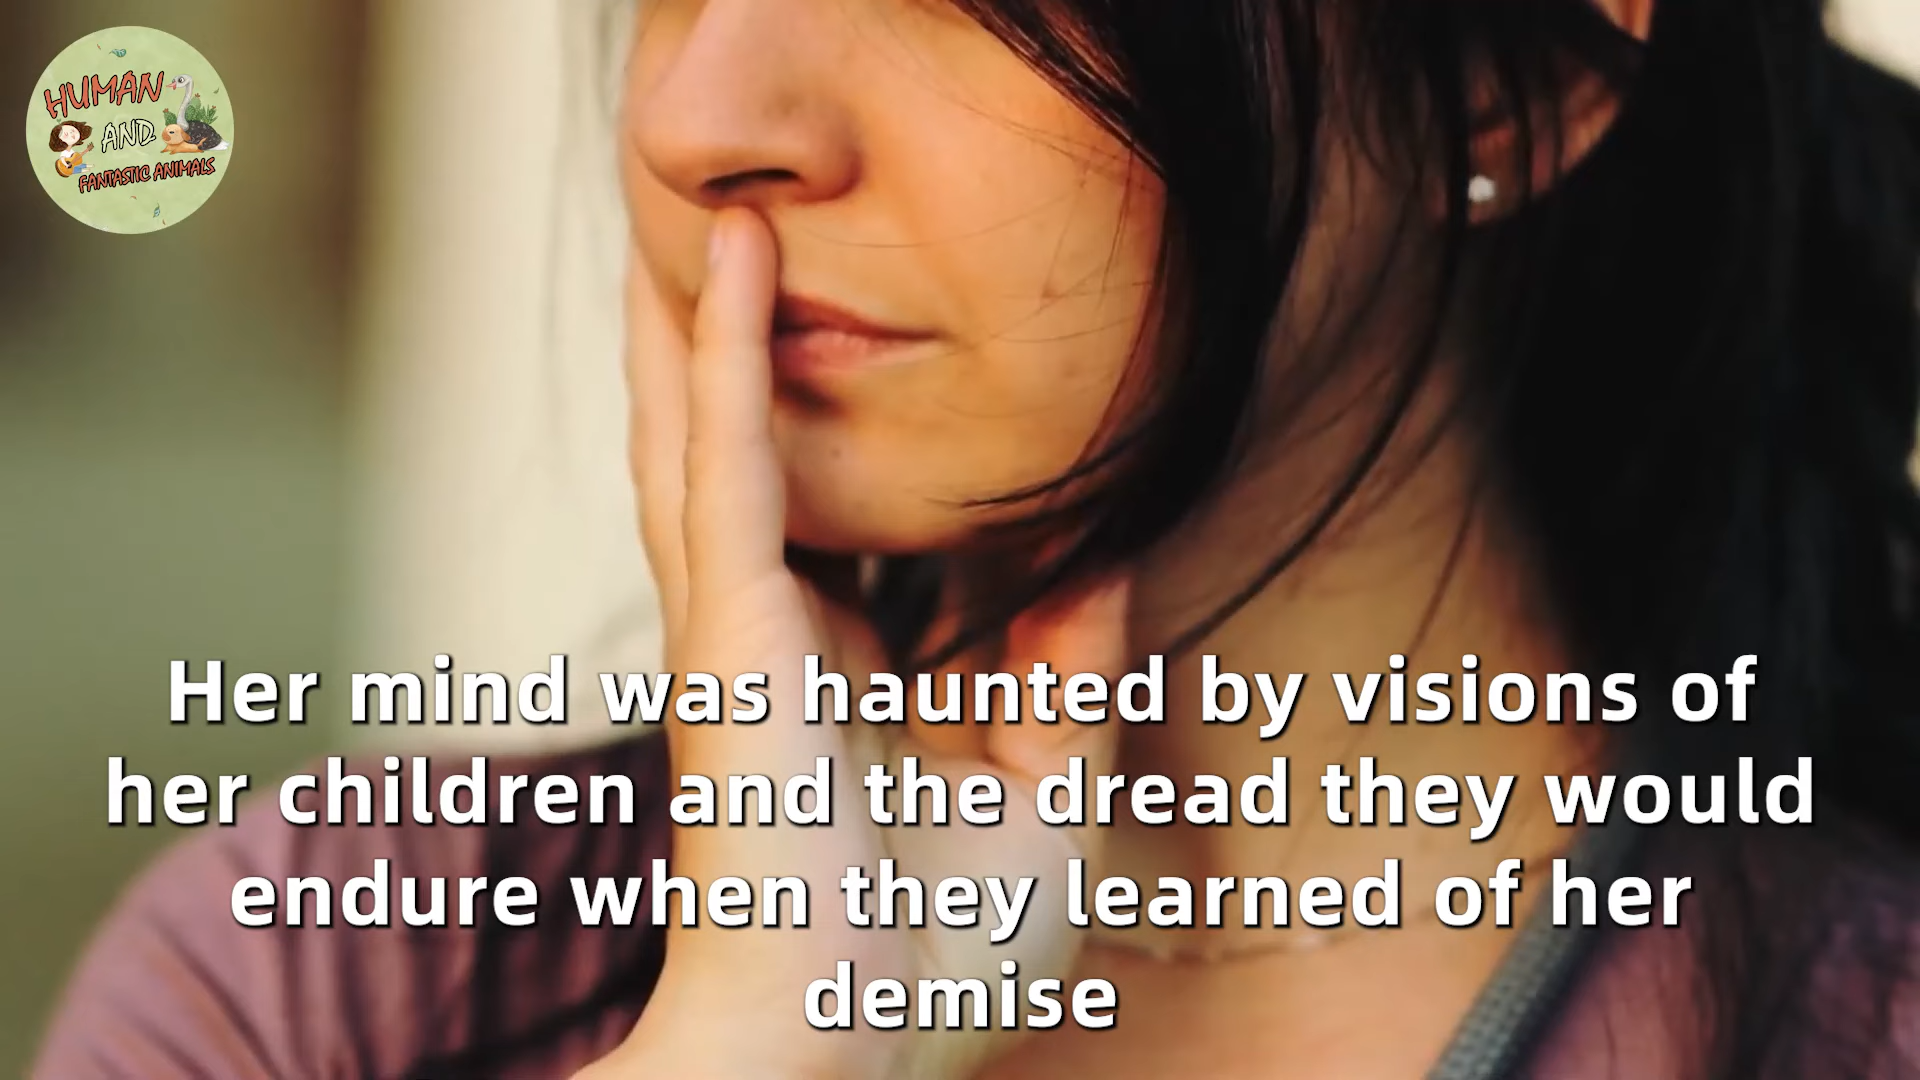 HUMAN
AND
FANTASTIC ANIMALS
Her mind was haunted by visions of
her children and the dread they would
endure when they learned of her
demise